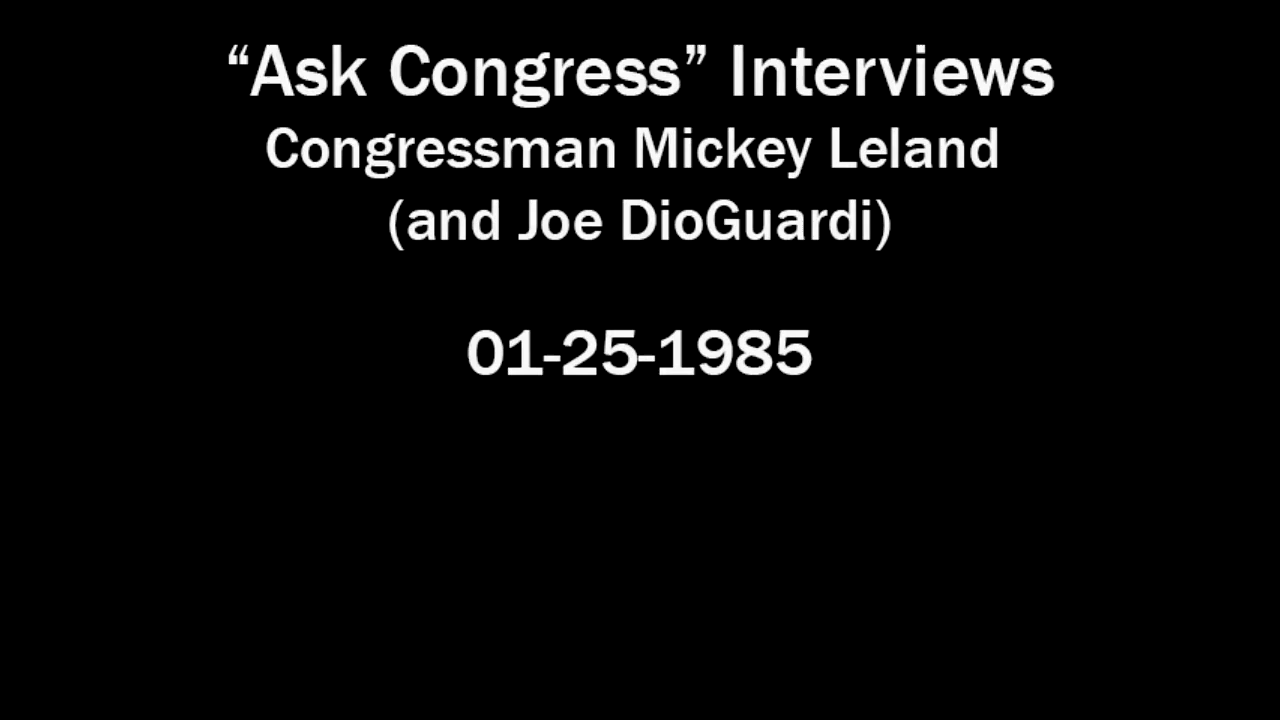 “Ask Congress” Interviews
Congressman Mickey Leland
(and Joe DioGuardi)
01-25-1985